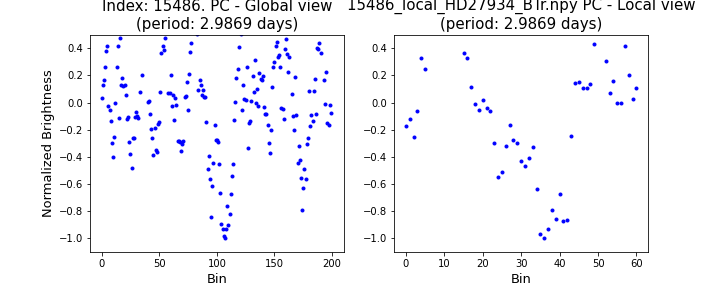 Index: 15486. PC - Global view
(period: 2.9869 days)
15486_local_HD27934_BTfr.npy PC - Local view
(period: 2.9869 days)
Normalized Brightness
0.4
0.2
0.0
−0.2
−0.4
−0.6
−0.8
−1.0
0 50 100 150 200
Bin
0.4
0.2
0.0
−0.2
−0.4
−0.6
−0.8
−1.0
0 10 20 30 40 50 60
Bin